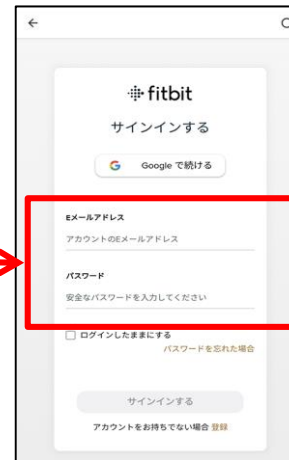 fitbit
サインインする
Google で続ける
Eメールアドレス
アカウントのEメールアドレス
パスワード
安全なパスワードを入力してください
ログインしたままにする
パスワードを忘れた場合
サインインする
アカウントをお持ちでない場合 登録